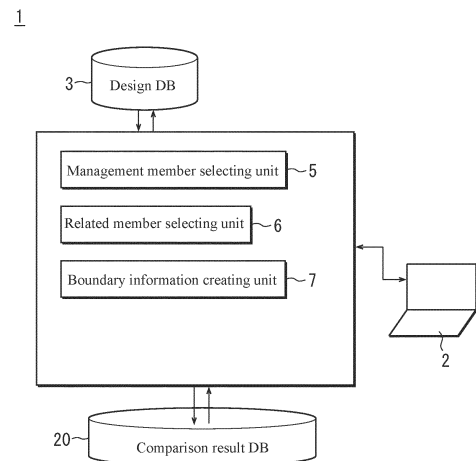 1
3
Design DB
Management member selecting unit
5
Related member selecting unit
6
Boundary information creating unit
7
2
20
Comparison result DB